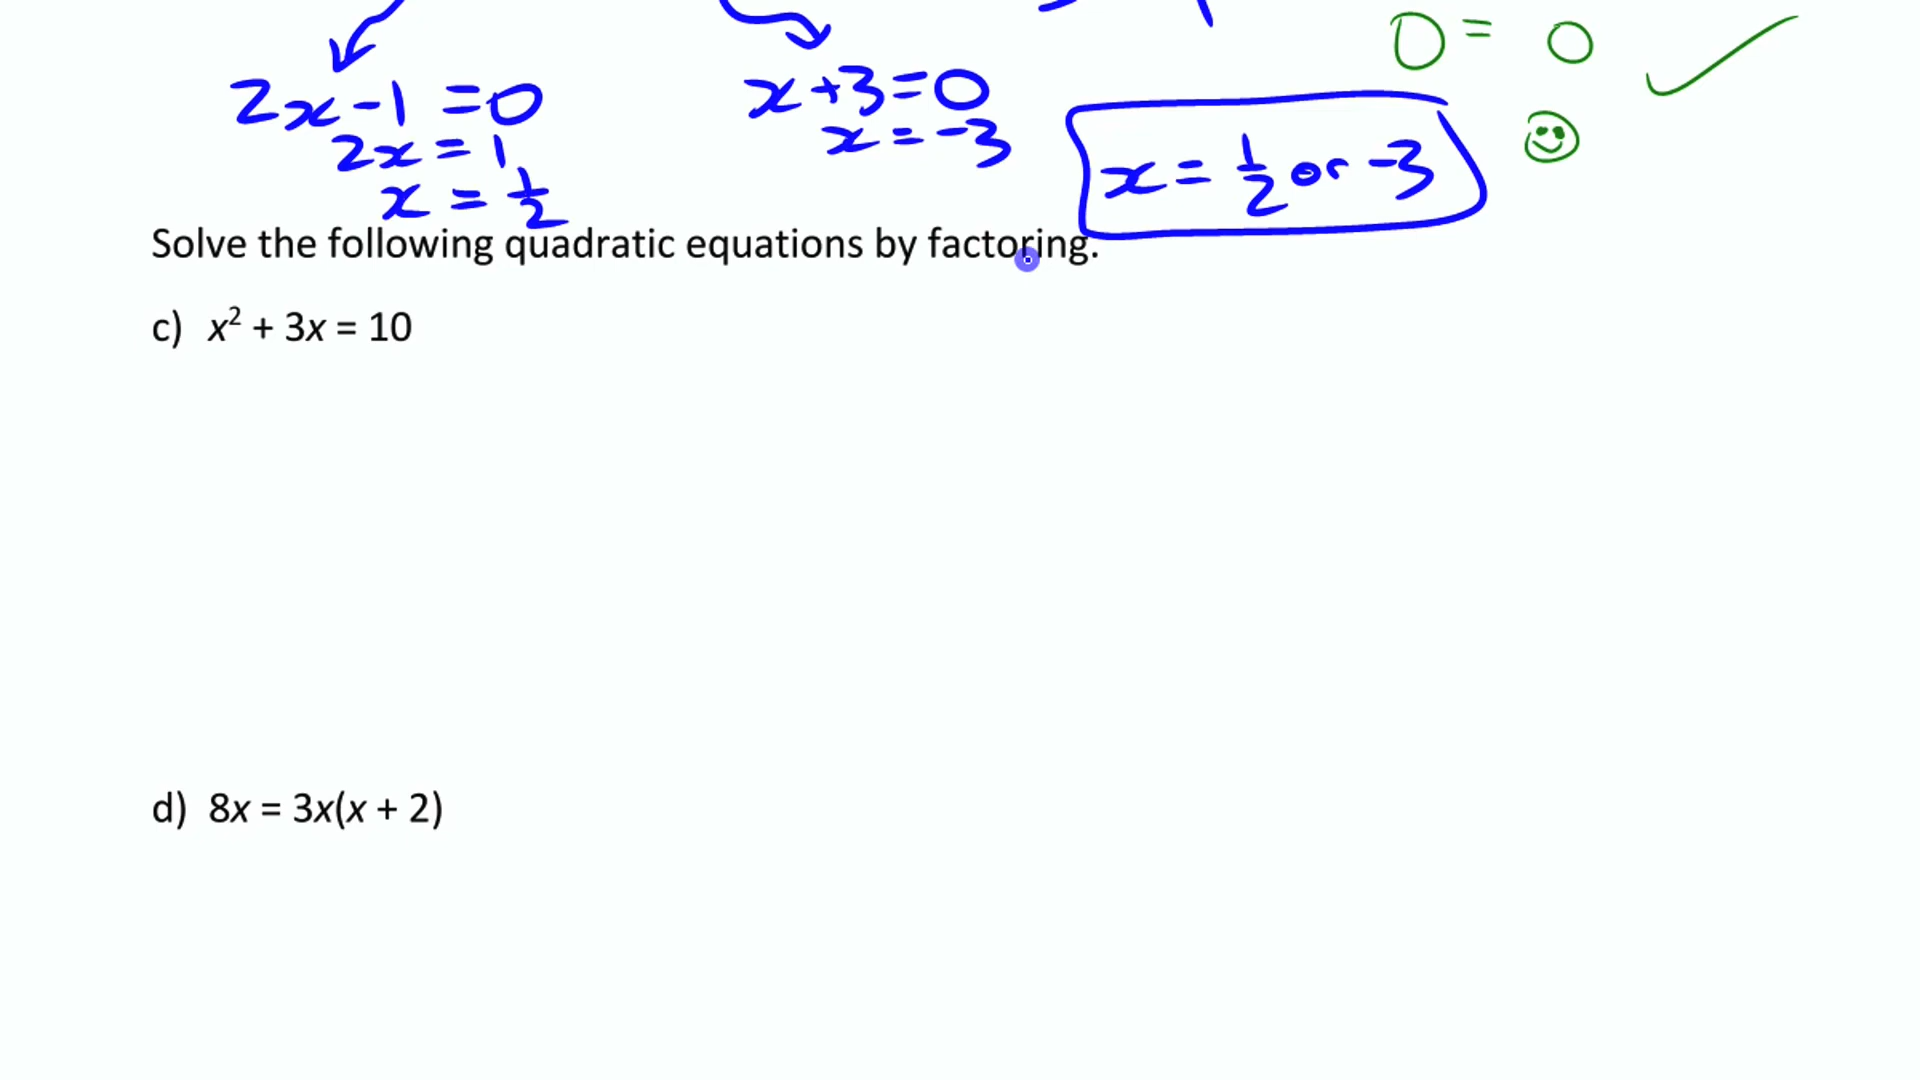 0 = 0
2x - 1 = 0
2x = 1
x = 1/2
x + 3 = 0
x = -3
x = 1/2 or -3
Solve the following quadratic equations by factoring.
c) x² + 3x = 10
d) 8x = 3x(x + 2)